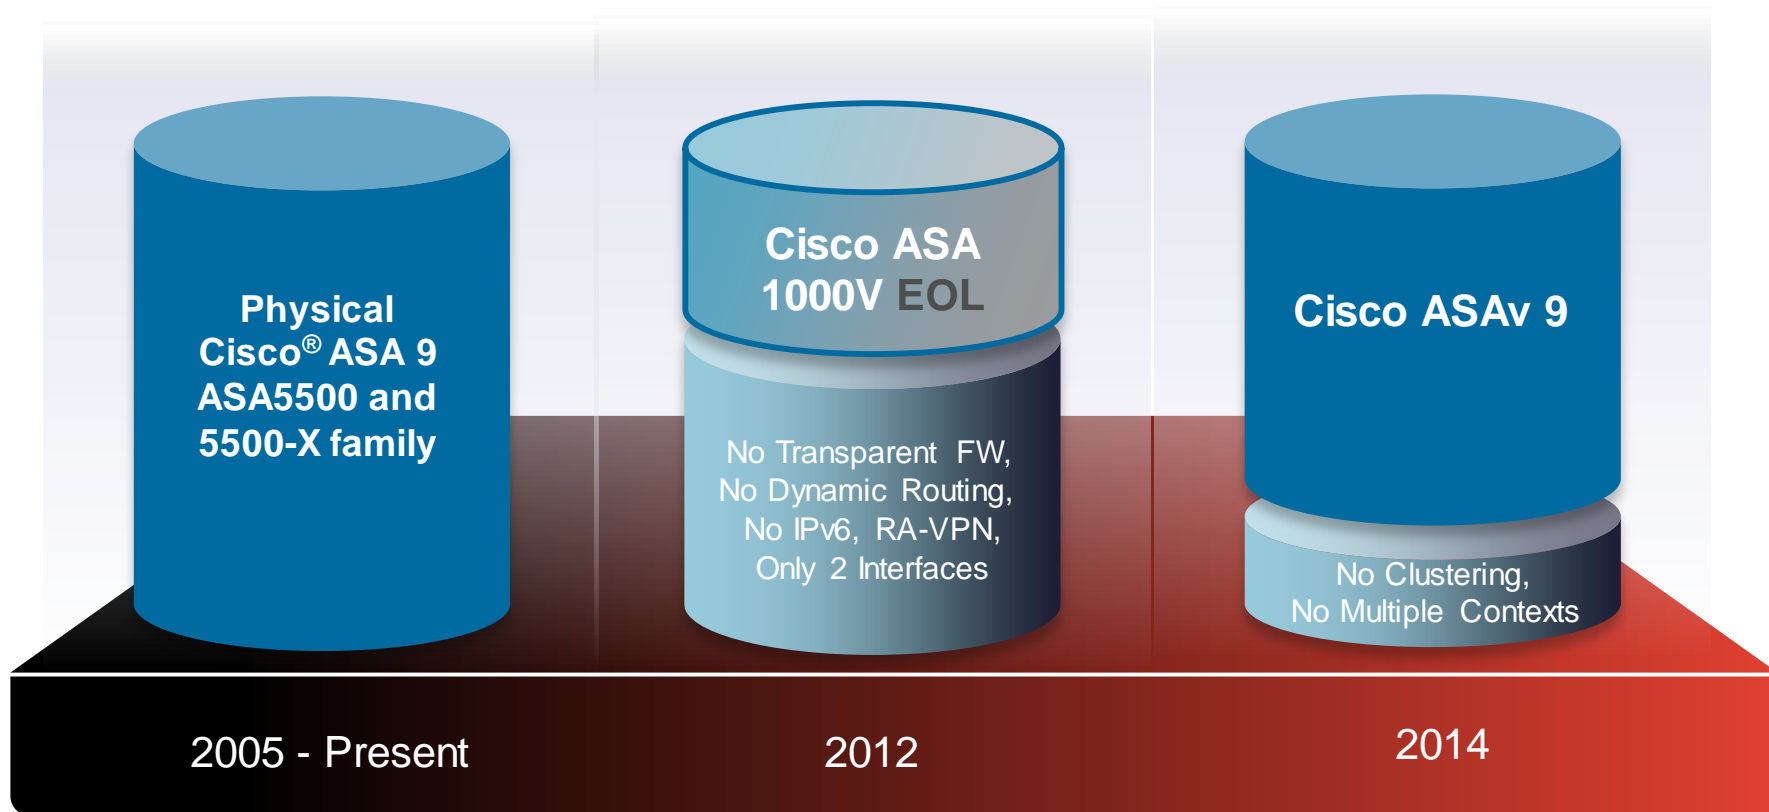 Physical
Cisco® ASA 9
ASA5500 and
5500-X family
Cisco ASA
1000V EOL
No Transparent FW,
No Dynamic Routing,
No IPv6, RA-VPN,
Only 2 Interfaces
Cisco ASAv 9
No Clustering,
No Multiple Contexts
2005 - Present
2012
2014